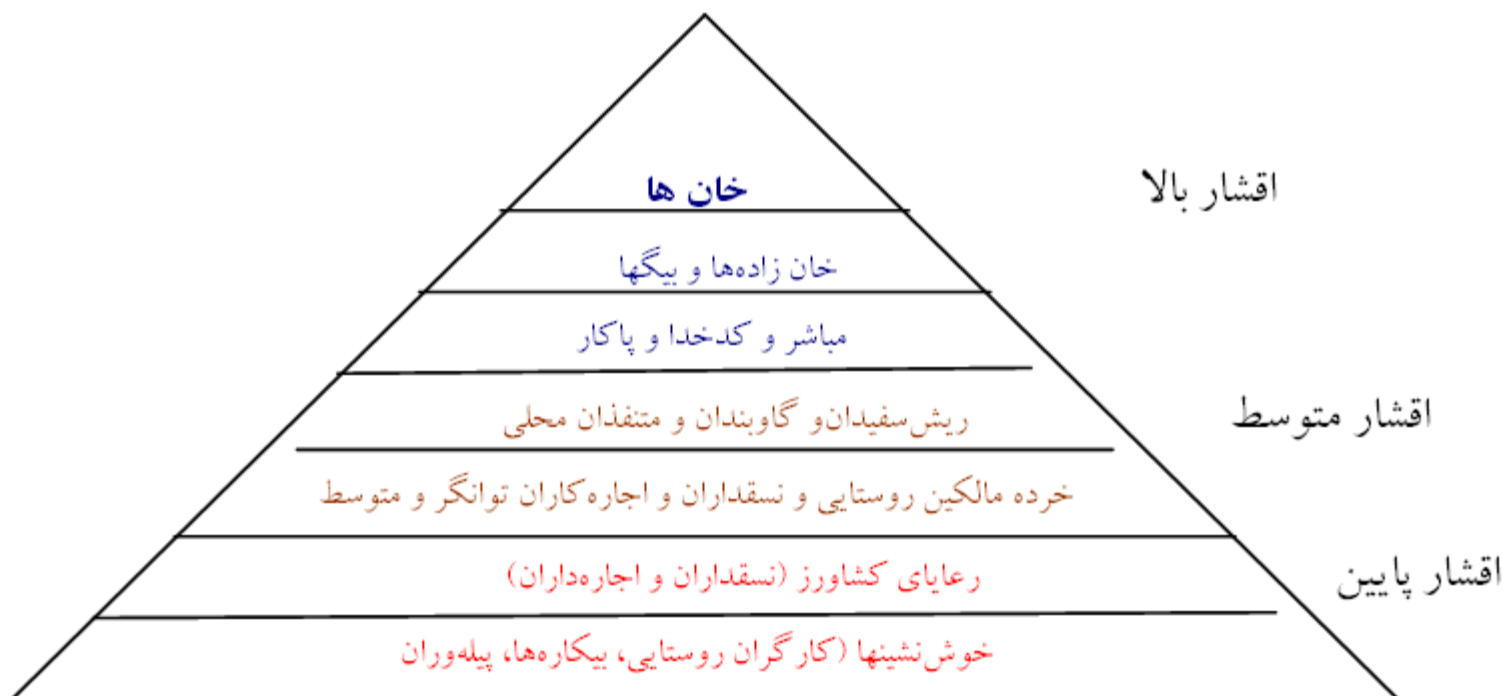 خان ها
اقشار بالا
خان زاده‌ها و بیگها
مباشر و کدخدا و پاکار
ریش‌سفیدان‌و گاوبندان و متنفذان محلی
اقشار متوسط
خرده مالکین روستایی و نسقداران و اجاره‌کاران توانگر و متوسط
رعایای کشاورز (نسقداران و اجاره‌داران)
اقشار پایین
خوش‌نشینها (کارگران روستایی، بیکاره‌ها، پیله‌وران